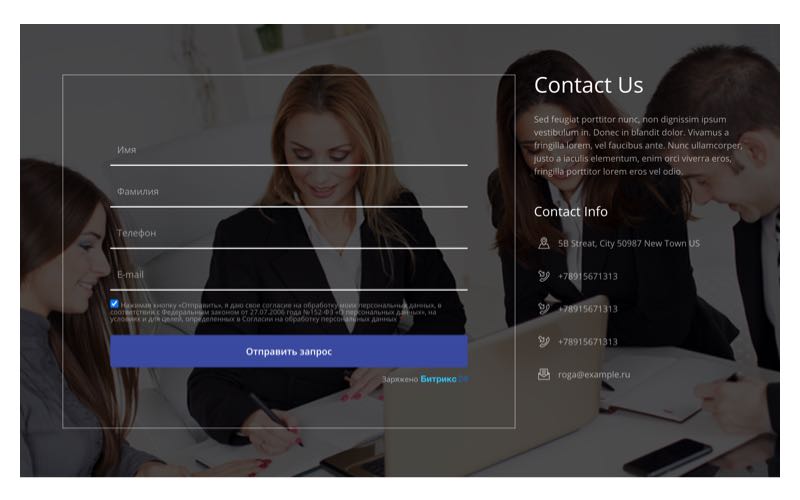 Имя
Фамилия
Телефон
E-mail
Нажимая кнопку «Отправить», я даю свое согласие на обработку моих персональных данных, в
соответствии с Федеральным законом от 27.07.2006 года №152-ФЗ «О персональных данных», на
условиях и для целей, определенных в Согласии на обработку персональных данных *
Отправить запрос
Заряжено Битрикс24
Contact Us
Sed feugiat porttitor nunc, non dignissim ipsum
vestibulum in. Donec in blandit dolor. Vivamus a
fringilla lorem, vel faucibus ante. Nunc ullamcorper,
justo a iaculis elementum, enim orci viverra eros,
fringilla porttitor lorem eros vel odio.
Contact Info
5B Streat, City 50987 New Town US
+78915671313
+78915671313
+78915671313
roga@example.ru